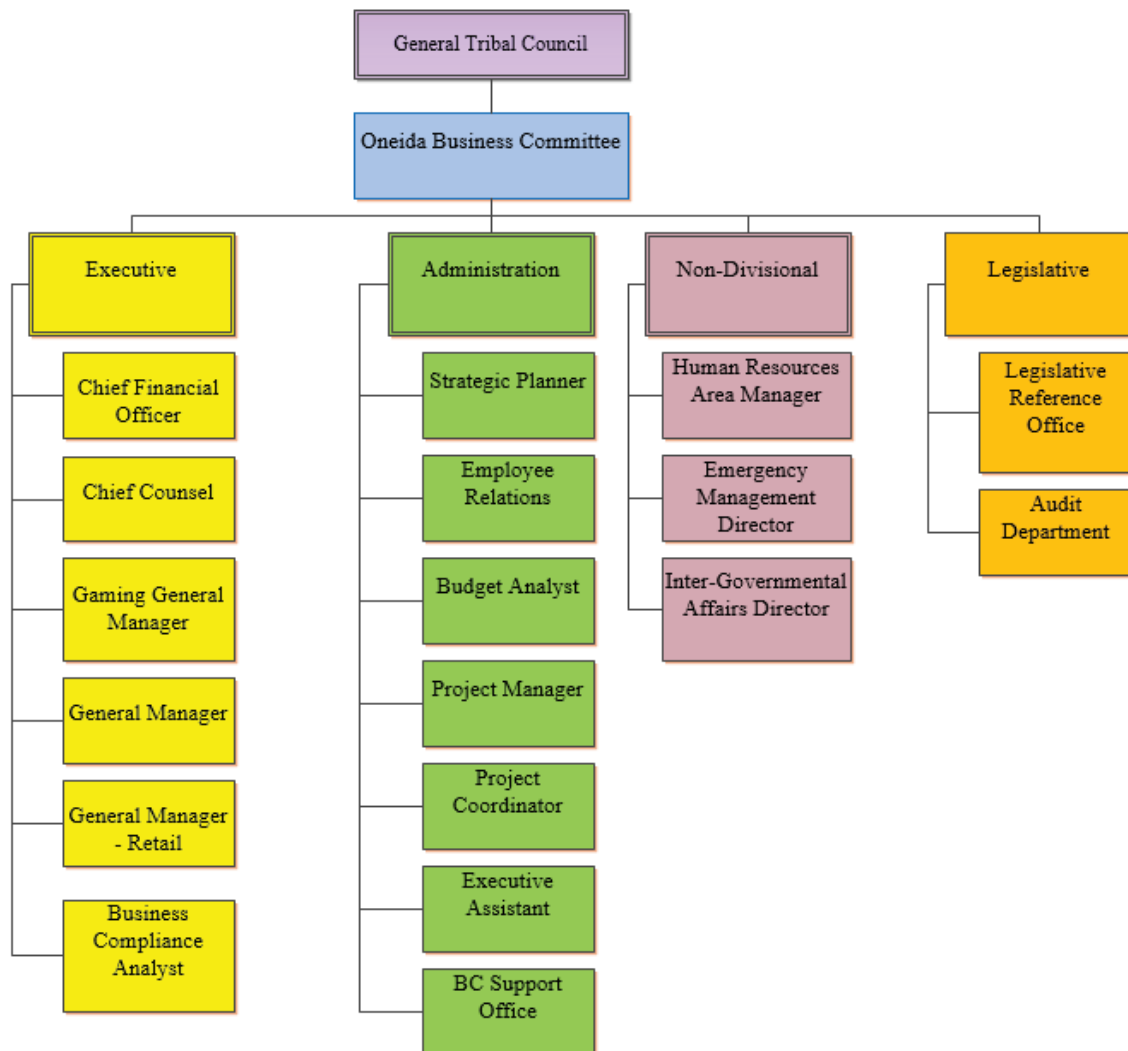 General Tribal Council
Oneida Business Committee
Executive
Administration
Non-Divisional
Legislative
Chief Financial
Officer
Chief Counsel
Gaming General
Manager
General Manager
General Manager
- Retail
Business
Compliance
Analyst
Strategic Planner
Employee
Relations
Budget Analyst
Project Manager
Project
Coordinator
Executive
Assistant
BC Support
Office
Human Resources
Area Manager
Emergency
Management
Director
Inter-Governmental
Affairs Director
Legislative
Reference
Office
Audit
Department